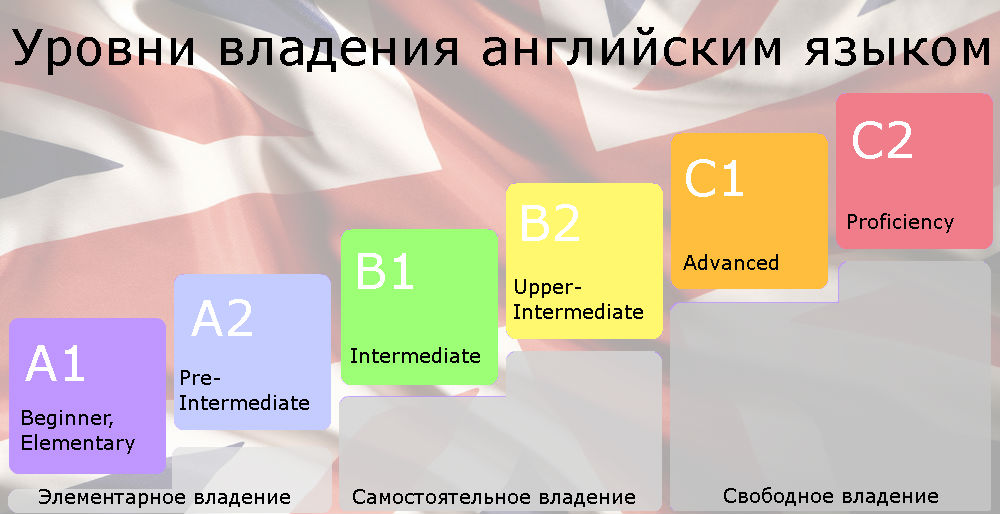 Уровни владения английским языком
A1
Beginner,
Elementary
A2
Pre-
Intermediate
B1
Intermediate
B2
Upper-
Intermediate
C1
Advanced
C2
Proficiency
Элементарное владение
Самостоятельное владение
Свободное владение